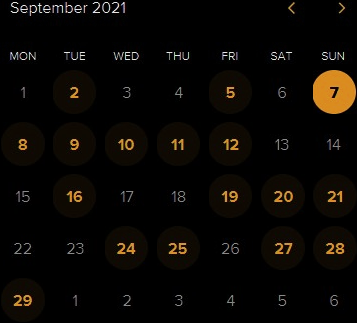 September 2021
MON TUE WED THU FRI SAT SUN
1 2 3 4 5 6 7
8 9 10 11 12 13 14
15 16 17 18 19 20 21
22 23 24 25 26 27 28
29 1 2 3 4 5 6